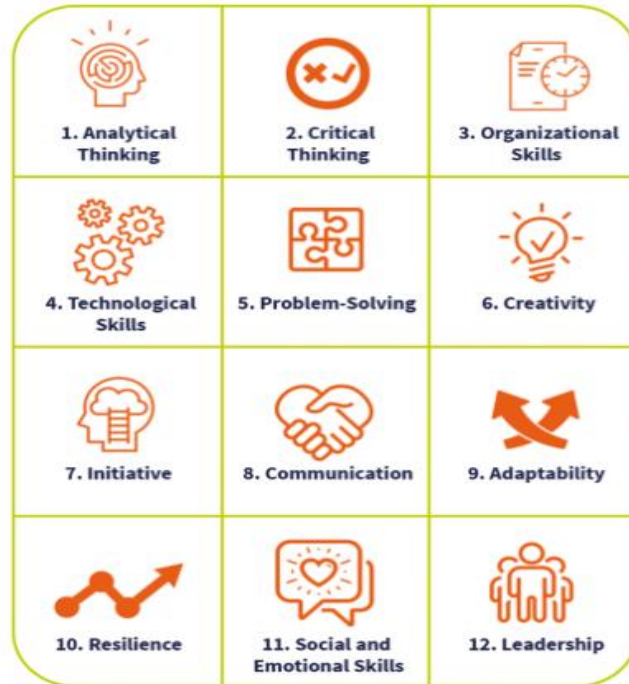 1. Analytical
Thinking
2. Critical
Thinking
3. Organizational
Skills
4. Technological
Skills
5. Problem-Solving
6. Creativity
7. Initiative
8. Communication
9. Adaptability
10. Resilience
11. Social and
Emotional Skills
12. Leadership